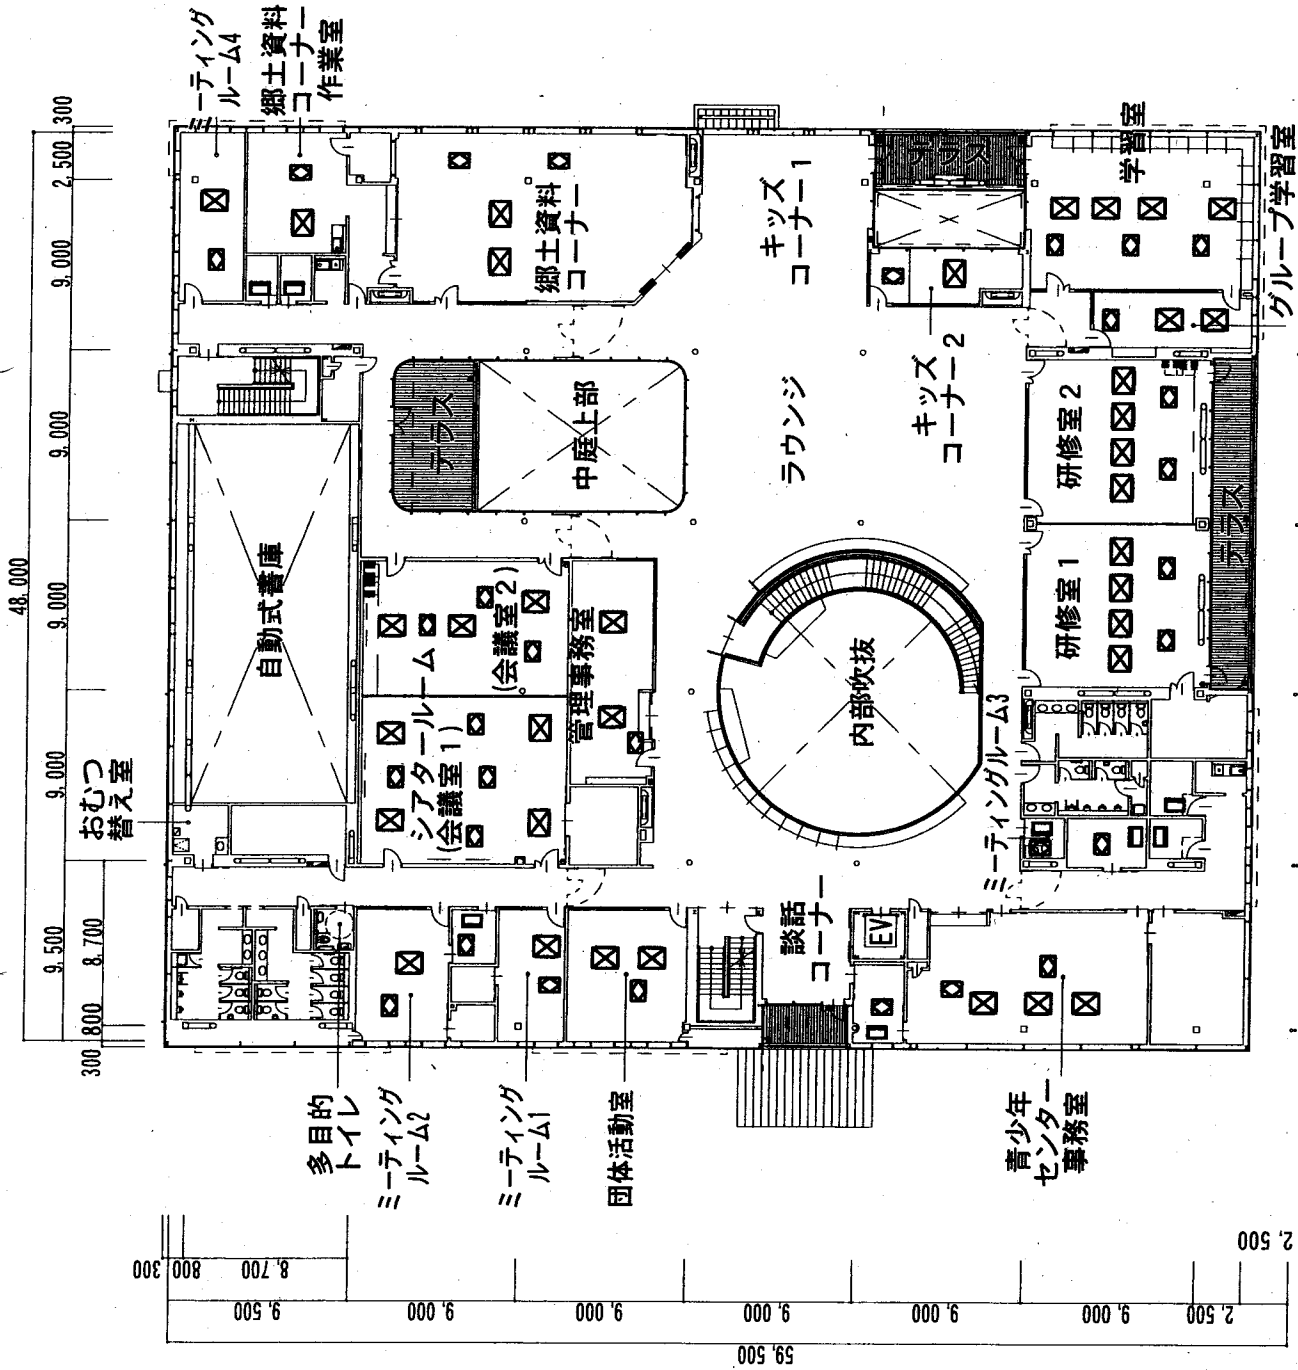 ミーティング
ルーム4
郷土資料
コーナー
作業室
300
2,500
9,000
9,000
9,000
9,000
9,500
8,700
800
300
48,000
おむつ
替え室
自動式書庫
テラス
中庭上部
郷土資料
コーナー
キッズ
コーナー1
テラス
学習室
グループ学習室
キッズ
コーナー2
ラウンジ
研修室2
研修室1
テラス
シアタールーム
(会議室1)
(会議室2)
管理事務室
内部吹抜
ミーティングルーム3
談話
コーナー
EV
多目的
トイレ
ミーティング
ルーム2
ミーティング
ルーム1
団体活動室
青少年
センター
事務室
300
800
8,700
9,500
9,000
9,000
9,000
9,000
9,000
2,500
2,500
59,500